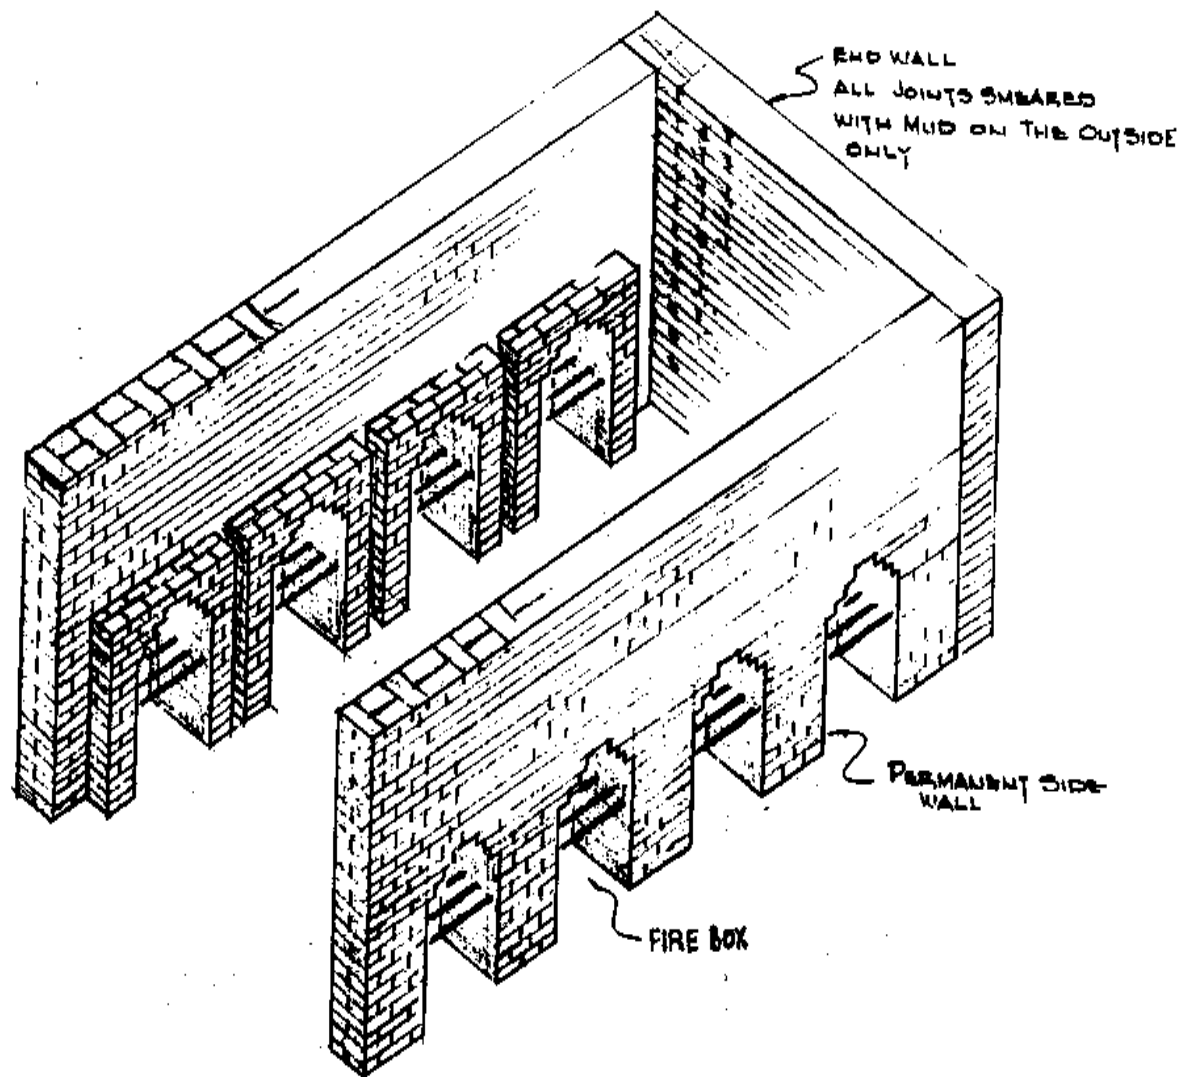 END WALL
ALL JOINTS SMEARED
WITH MUD ON THE OUTSIDE
ONLY
PERMANENT SIDE
WALL
FIRE BOX